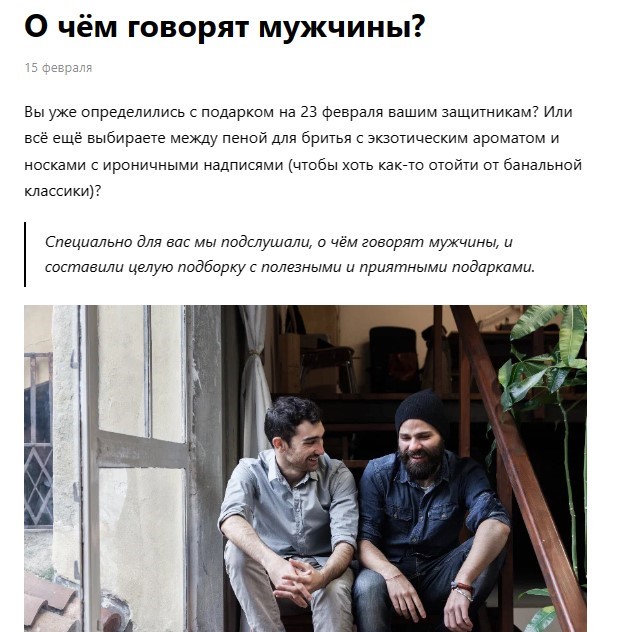 О чём говорят мужчины?
15 февраля
Вы уже определились с подарком на 23 февраля вашим защитникам? Или
всё ещё выбираете между пеной для бритья с экзотическим ароматом и
носками с ироничными надписями (чтобы хоть как-то отойти от банальной
классики)?
Специально для вас мы подслушали, о чём говорят мужчины, и
составили целую подборку с полезными и приятными подарками.